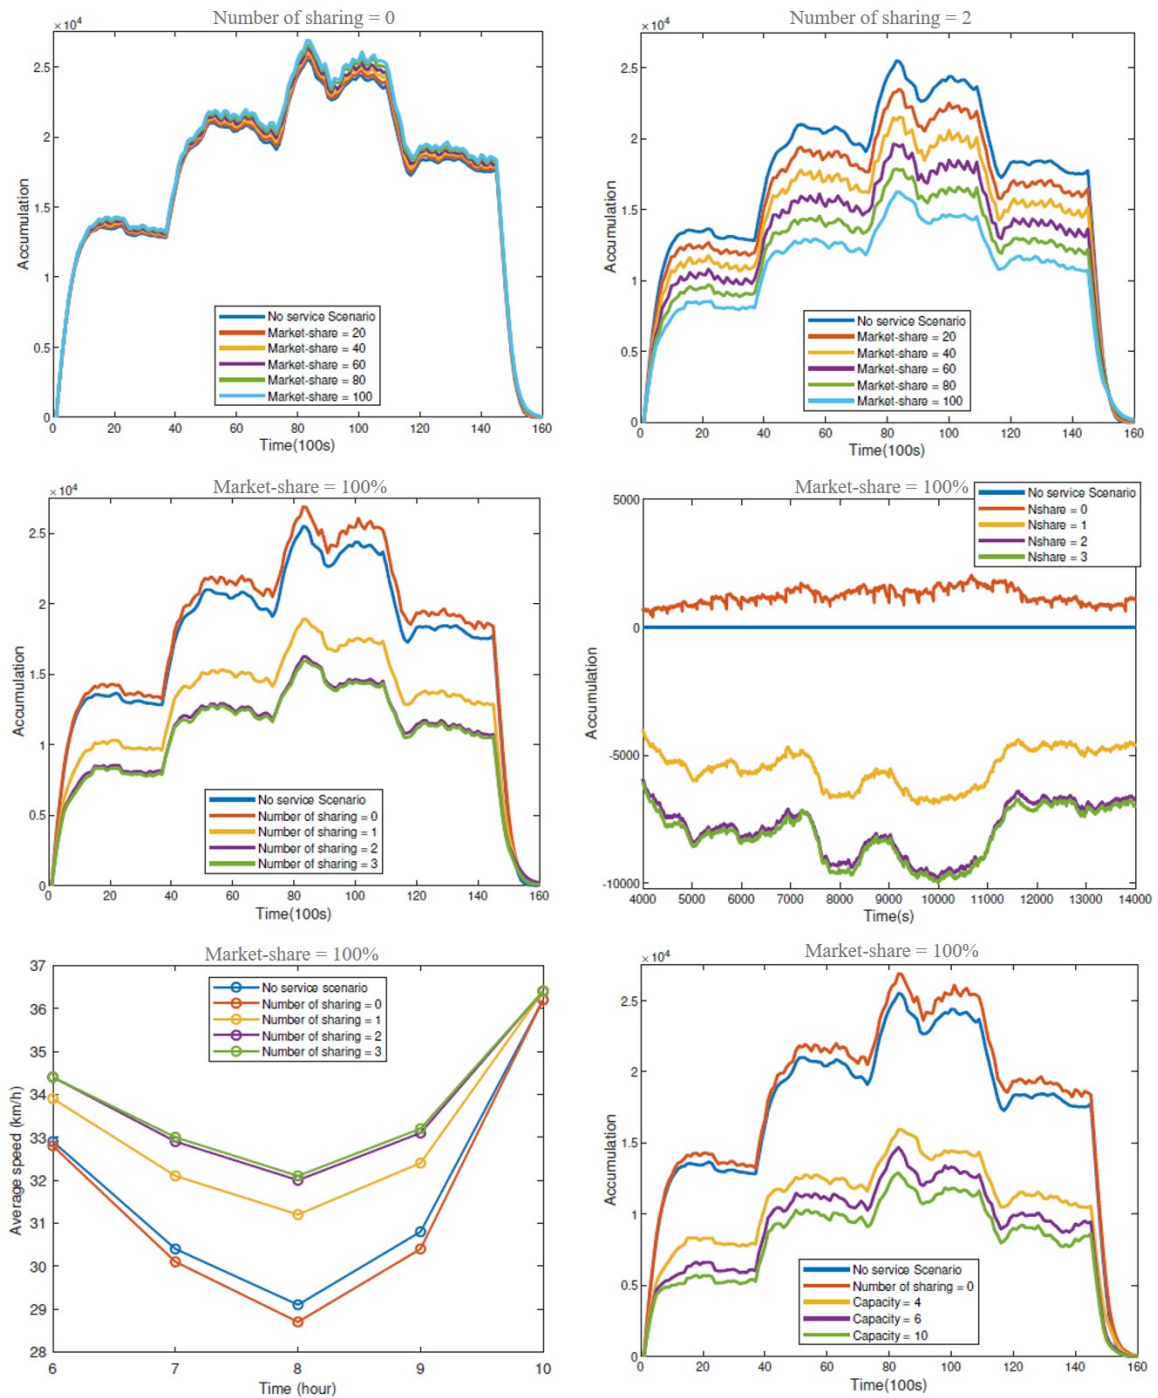 Number of sharing = 0
×10⁴
2.5
2
1.5
1
0.5
0
Accumulation
No service Scenario
Market-share = 20
Market-share = 40
Market-share = 60
Market-share = 80
Market-share = 100
0 20 40 60 80 100 120 140 160
Time(100s)
Number of sharing = 2
×10⁴
2.5
2
1.5
1
0.5
0
Accumulation
No service Scenario
Market-share = 20
Market-share = 40
Market-share = 60
Market-share = 80
Market-share = 100
0 20 40 60 80 100 120 140 160
Time(100s)
Market-share = 100%
×10⁴
2.5
2
1.5
1
0.5
0
Accumulation
No service Scenario
Number of sharing = 0
Number of sharing = 1
Number of sharing = 2
Number of sharing = 3
0 20 40 60 80 100 120 140 160
Time(100s)
Market-share = 100%
5000
0
-5000
-10000
Accumulation
No service Scenario
Nshare = 0
Nshare = 1
Nshare = 2
Nshare = 3
4000 5000 6000 7000 8000 9000 10000 11000 12000 13000 14000
Time(s)
Market-share = 100%
37
36
35
34
33
32
31
30
29
28
Average speed (km/h)
No service scenario
Number of sharing = 0
Number of sharing = 1
Number of sharing = 2
Number of sharing = 3
6 7 8 9 10
Time (hour)
Market-share = 100%
×10⁴
2.5
2
1.5
1
0.5
0
Accumulation
No service Scenario
Number of sharing = 0
Capacity = 4
Capacity = 6
Capacity = 10
0 20 40 60 80 100 120 140 160
Time(100s)